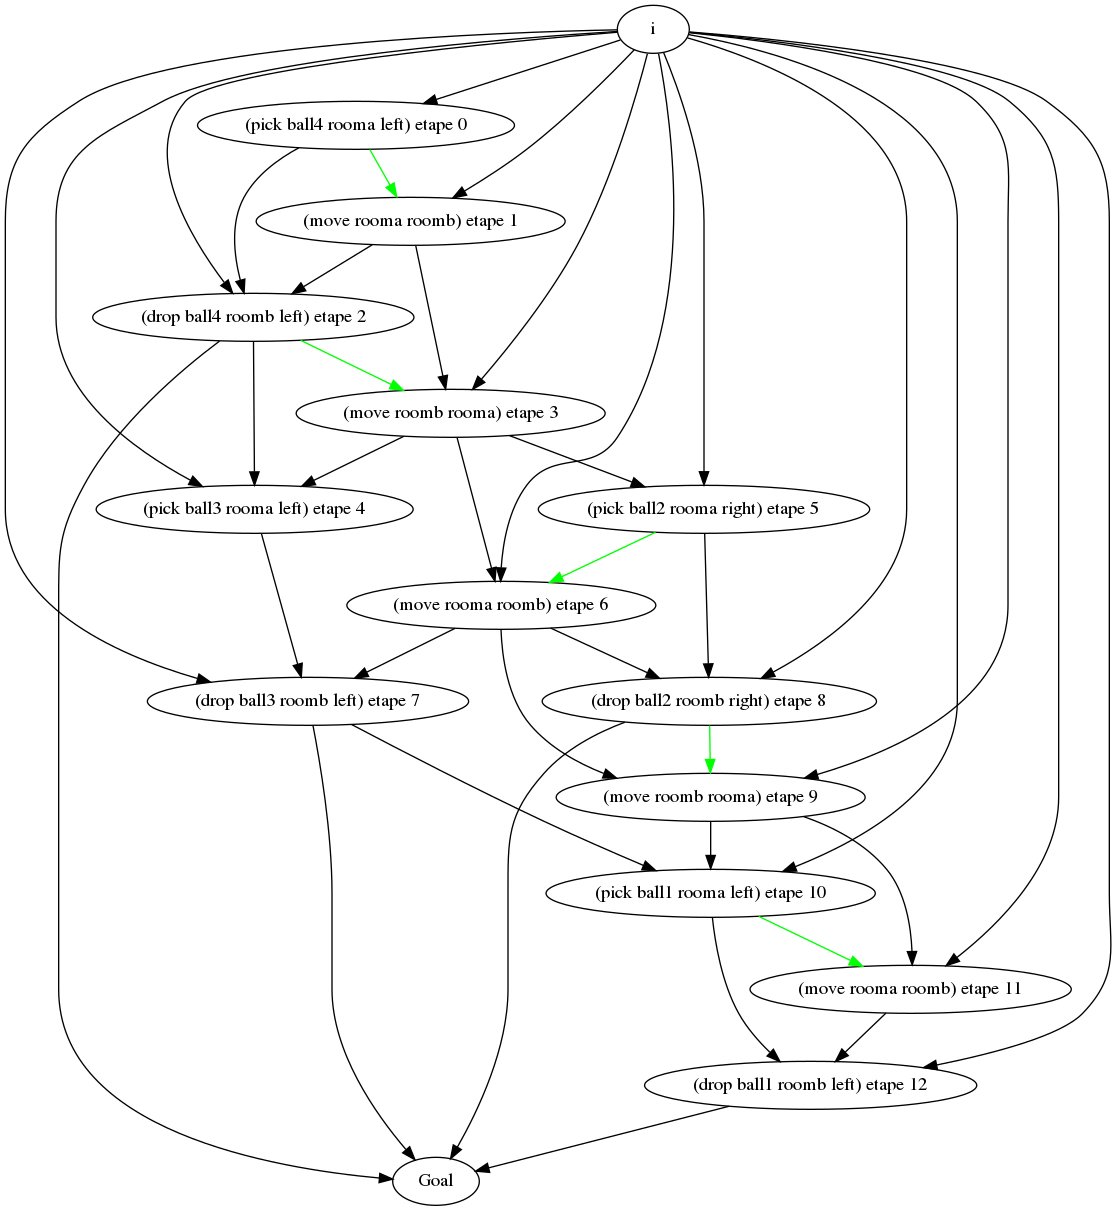 i
(pick ball4 rooma left) etape 0
(move rooma roomb) etape 1
(drop ball4 roomb left) etape 2
(move roomb rooma) etape 3
(pick ball3 rooma left) etape 4
(pick ball2 rooma right) etape 5
(move rooma roomb) etape 6
(drop ball3 roomb left) etape 7
(drop ball2 roomb right) etape 8
(move roomb rooma) etape 9
(pick ball1 rooma left) etape 10
(move rooma roomb) etape 11
(drop ball1 roomb left) etape 12
Goal